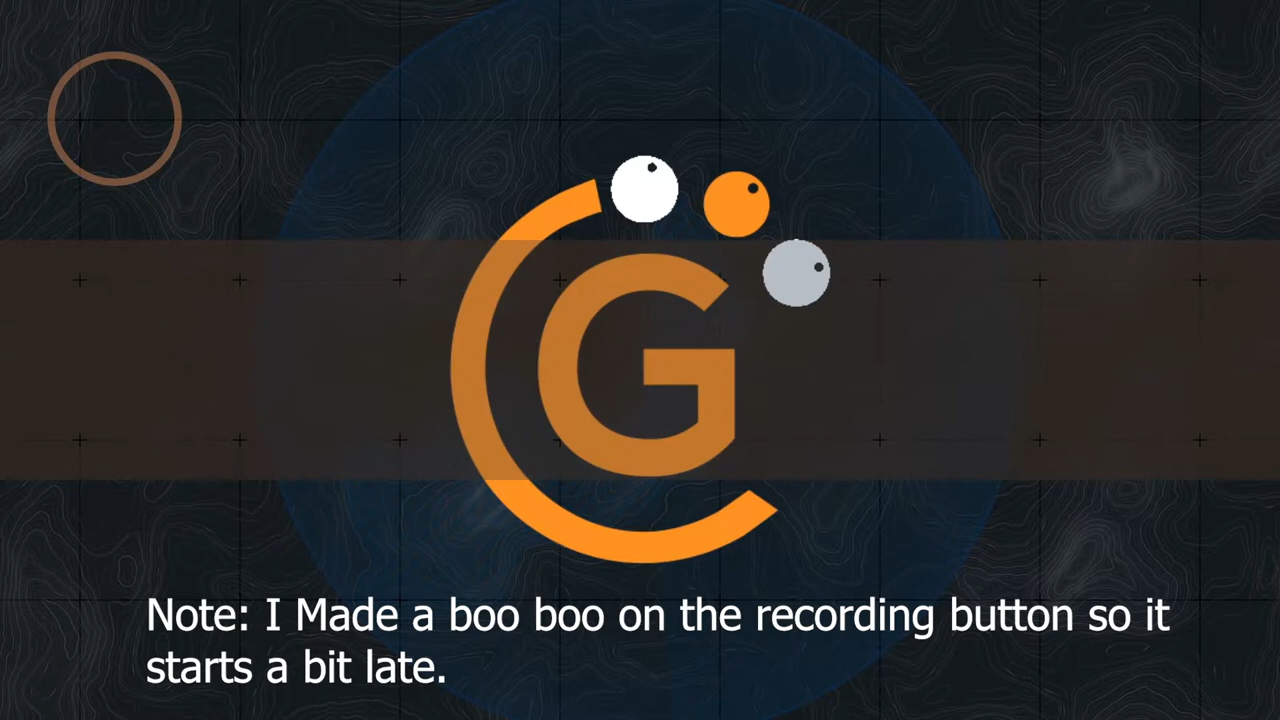 G
Note: I Made a boo boo on the recording button so it
starts a bit late.